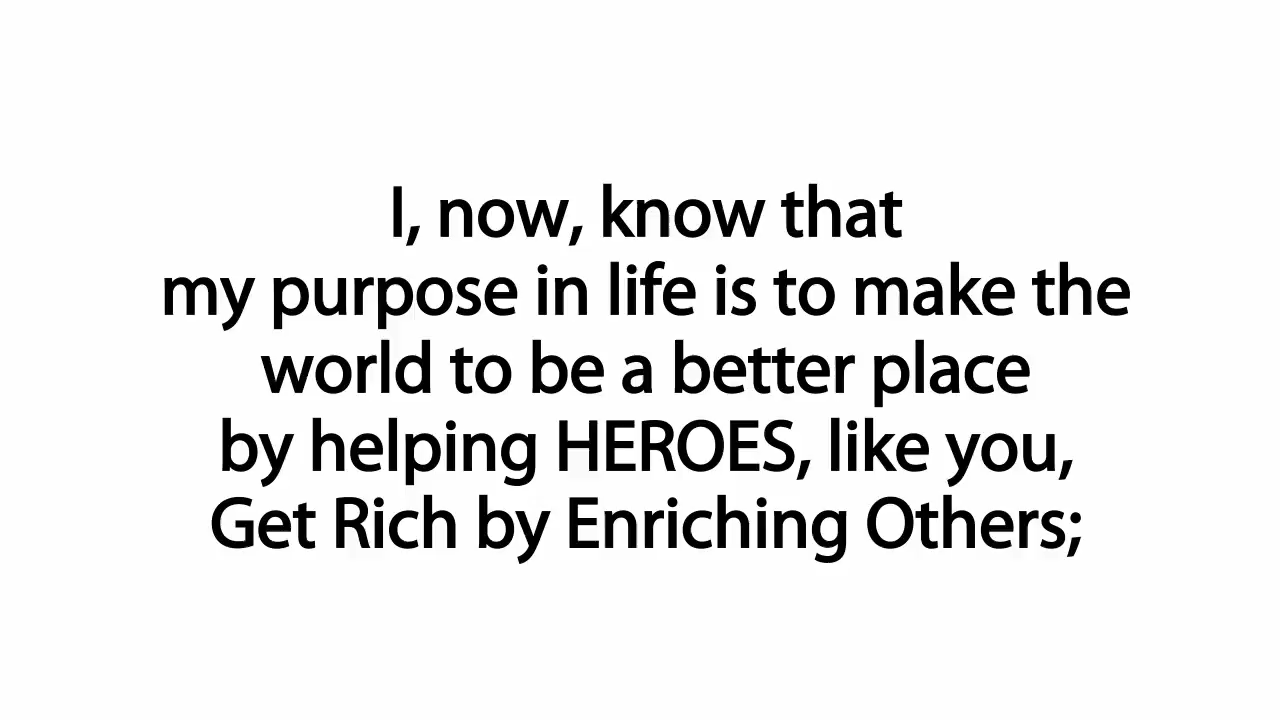 I, now, know that
my purpose in life is to make the
world to be a better place
by helping HEROES, like you,
Get Rich by Enriching Others;